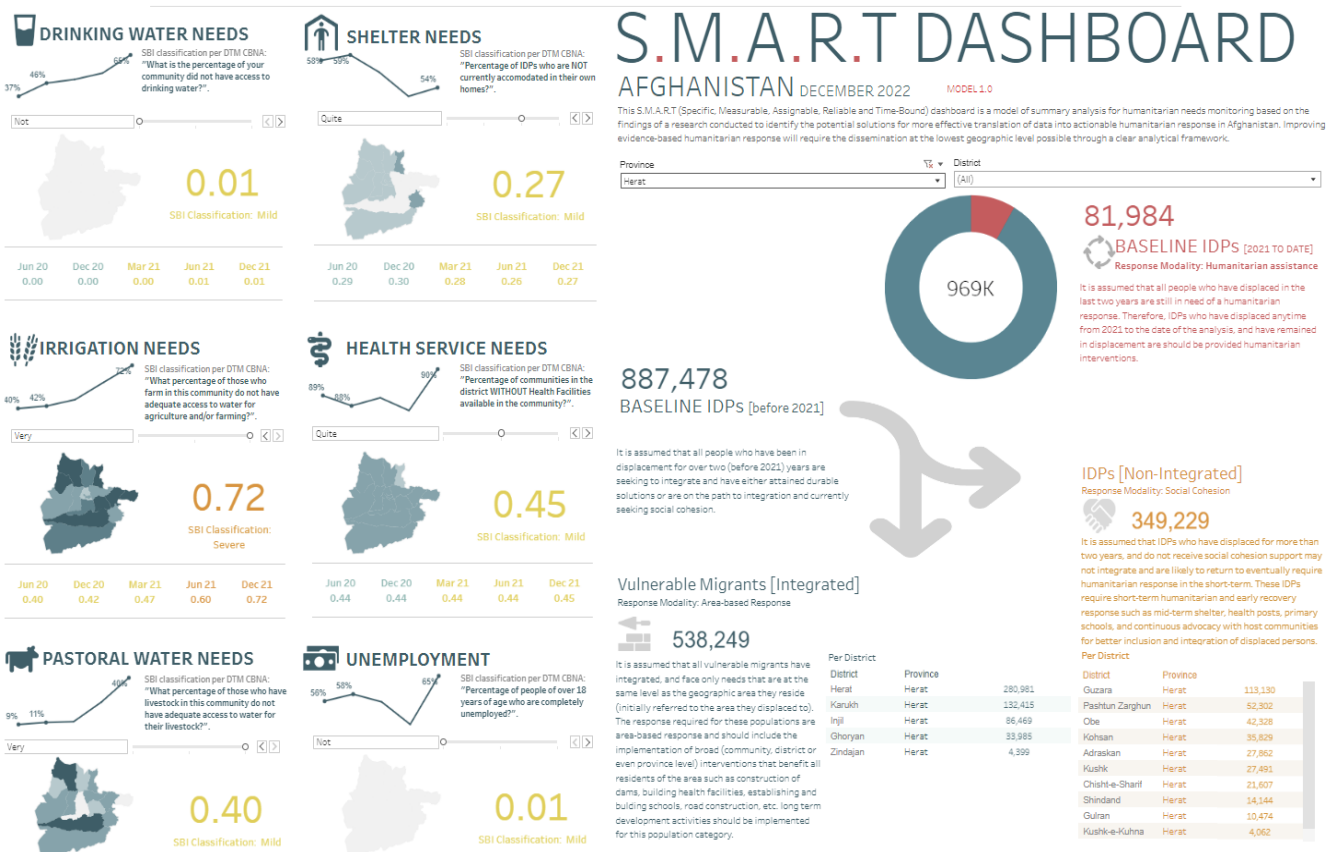 DRINKING WATER NEEDS
SBI classification per DTM CBNA:
"What is the percentage of your
community did not have access to
drinking water?".
37%
46%
65%
Not
0.01
SBI Classification: Mild
Jun 20 Dec 20 Mar 21 Jun 21 Dec 21
0.00 0.00 0.00 0.01 0.01
SHELTER NEEDS
SBI classification per DTM CBNA:
"Percentage of IDPs who are NOT
currently accomodated in their own
homes?".
58%
59%
54%
Quite
0.27
SBI Classification: Mild
Jun 20 Dec 20 Mar 21 Jun 21 Dec 21
0.29 0.30 0.28 0.26 0.27
IRRIGATION NEEDS
SBI classification per DTM CBNA:
"What percentage of those who
farm in this community do not have
adequate access to water for
agriculture and/or farming?".
40%
42%
72%
Very
0.72
SBI Classification:
Severe
Jun 20 Dec 20 Mar 21 Jun 21 Dec 21
0.40 0.42 0.47 0.60 0.72
HEALTH SERVICE NEEDS
SBI classification per DTM CBNA:
"Percentage of communities in the
district WITHOUT Health Facilities
available in the community?".
89%
88%
90%
Quite
0.45
SBI Classification: Mild
Jun 20 Dec 20 Mar 21 Jun 21 Dec 21
0.44 0.44 0.44 0.44 0.45
PASTORAL WATER NEEDS
SBI classification per DTM CBNA:
"What percentage of those who have
livestock in this community do not
have adequate access to water for
their livestock?".
9%
11%
40%
Very
0.40
SBI Classification: Mild
UNEMPLOYMENT
SBI classification per DTM CBNA:
"Percentage of people of over 18
years of age who are completely
unemployed?".
56%
58%
65%
Not
0.01
SBI Classification: Mild
S.M.A.R.T DASHBOARD
AFGHANISTAN DECEMBER 2022 MODEL 1.0
This S.M.A.R.T (Specific, Measurable, Assignable, Reliable and Time-Bound) dashboard is a model of summary analysis for humanitarian needs monitoring based on the
findings of a research conducted to identify the potential solutions for more effective translation of data into actionable humanitarian response in Afghanistan. Improving
evidence-based humanitarian response will require the dissemination at the lowest geographic level possible through a clear analytical framework.
Province
Herat
District
(All)
969K
81,984
BASELINE IDPs [2021 TO DATE]
Response Modality: Humanitarian assistance
It is assumed that all people who have displaced in the
last two years are still in need of a humanitarian
response. Therefore, IDPs who have displaced anytime
from 2021 to the date of the analysis, and have remained
in displacement are should be provided humanitarian
interventions.
887,478
BASELINE IDPs [before 2021]
It is assumed that all people who have been in
displacement for over two (before 2021) years are
seeking to integrate and have either attained durable
solutions or are on the path to integration and currently
seeking social cohesion.
IDPs [Non-Integrated]
Response Modality: Social Cohesion
349,229
It is assumed that IDPs who have displaced for more than
two years, and do not receive social cohesion support may
not integrate and are likely to return to eventually require
humanitarian response in the short-term. These IDPs
require short-term humanitarian and early recovery
response such as mid-term shelter, health posts, primary
schools, and continuous advocacy with host communities
for better inclusion and integration of displaced persons.
Per District
District Province
Guzara Herat 113,130
Pashtun Zarghun Herat 52,302
Obe Herat 42,328
Kohsan Herat 35,829
Adraskan Herat 27,862
Kushk Herat 27,491
Chisht-e-Sharif Herat 21,607
Shindand Herat 14,144
Gulran Herat 10,474
Kushk-e-Kuhna Herat 4,062
Vulnerable Migrants [Integrated]
Response Modality: Area-based Response
538,249
It is assumed that all vulnerable migrants have
integrated, and face only needs that are at the
same level as the geographic area they reside
(initially referred to the area they displaced to).
The response required for these populations are
area-based response and should include the
implementation of broad (community, district or
even province level) interventions that benefit all
residents of the area such as construction of
dams, building health facilities, establishing and
bulding schools, road construction, etc. long term
development activities should be implemented
for this population category.
Per District
District Province
Herat Herat 280,981
Karukh Herat 132,415
Injil Herat 86,469
Ghoryan Herat 33,985
Zindajan Herat 4,399